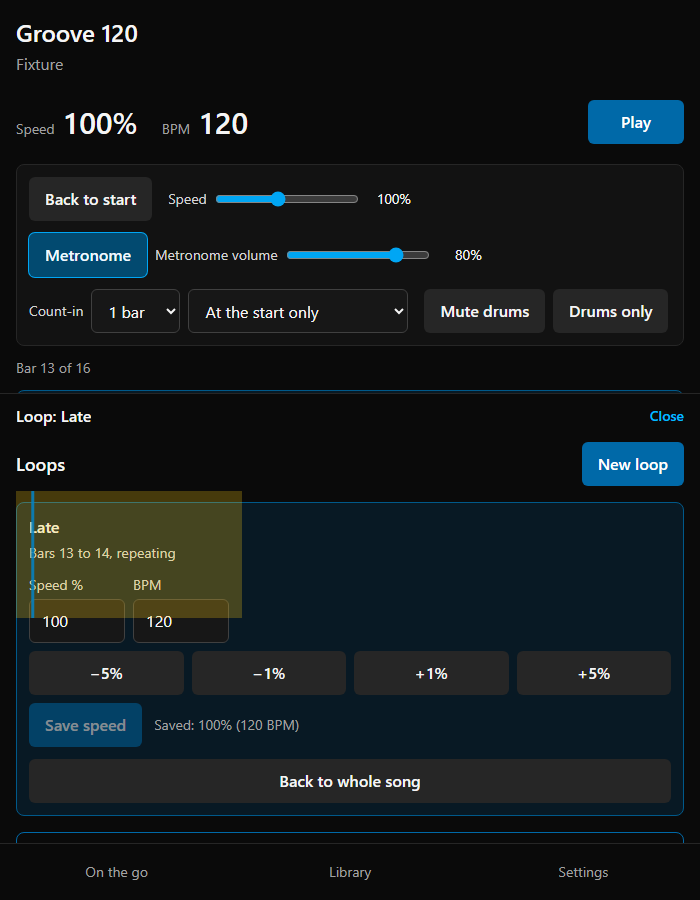 Groove 120
Fixture
Speed 100% BPM 120
Play
Back to start Speed 100%
Metronome Metronome volume 80%
Count-in 1 bar At the start only Mute drums Drums only
Bar 13 of 16
Loop: Late Close
Loops New loop
Late
Bars 13 to 14, repeating
Speed % BPM
100 120
−5% −1% +1% +5%
Save speed Saved: 100% (120 BPM)
Back to whole song
On the go Library Settings